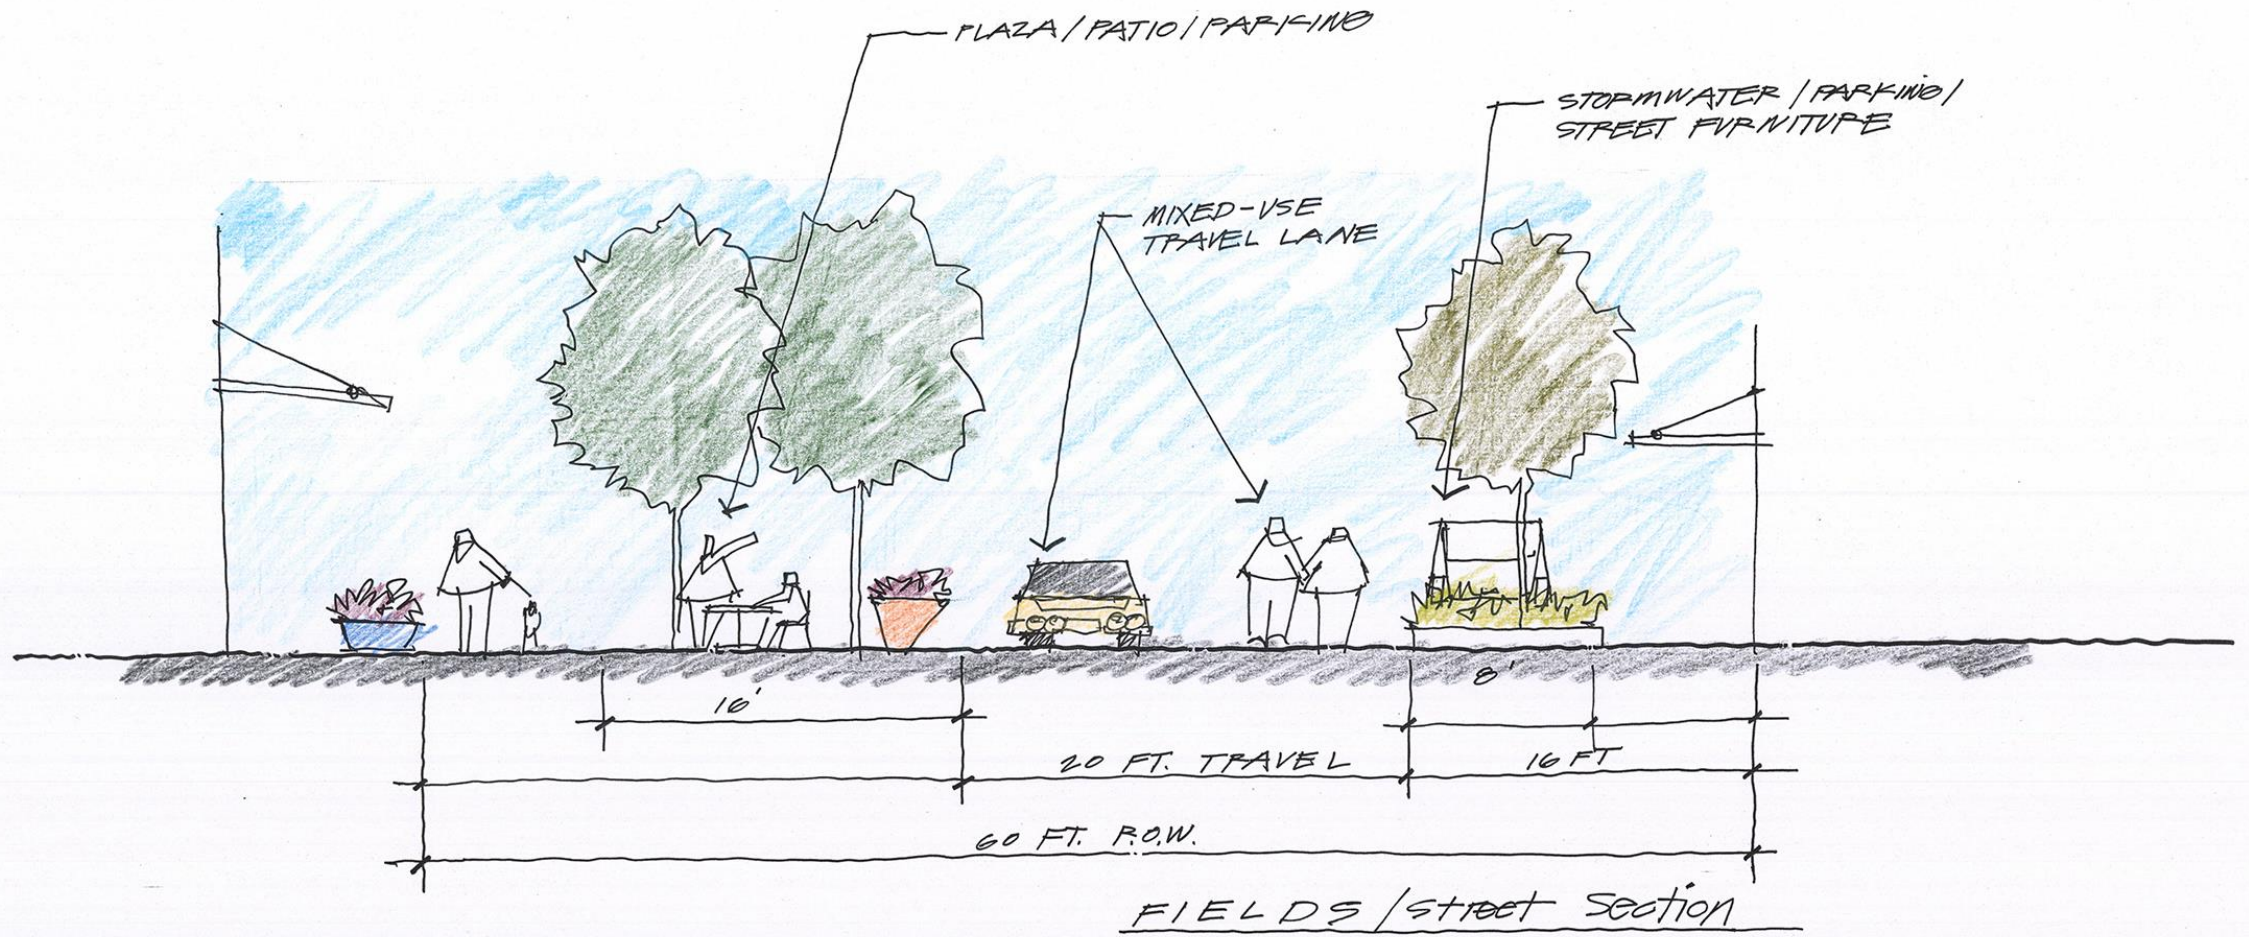 PLAZA/PATIO/PARKING
STORMWATER/PARKING/
STREET FURNITURE
MIXED-USE
TRAVEL LANE
8'
16'
20 FT. TRAVEL
16 FT
60 FT. R.O.W.
FIELDS/Street Section